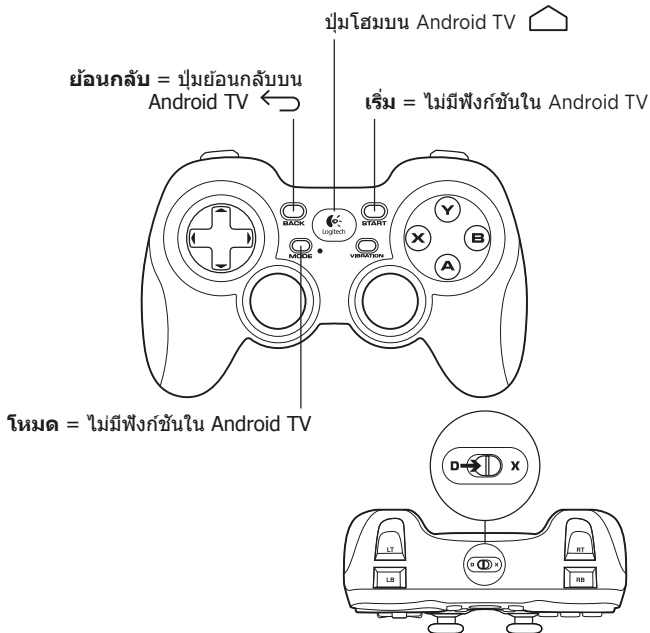 ปุ่มโฮมบน Android TV
ย้อนกลับ = ปุ่มย้อนกลับบน
Android TV
เริ่ม = ไม่มีฟังก์ชันใน Android TV
BACK
Logitech
START
MODE
VIBRATION
Y
X
B
A
โหมด = ไม่มีฟังก์ชันใน Android TV
D X
LT
RT
D X
LB
RB